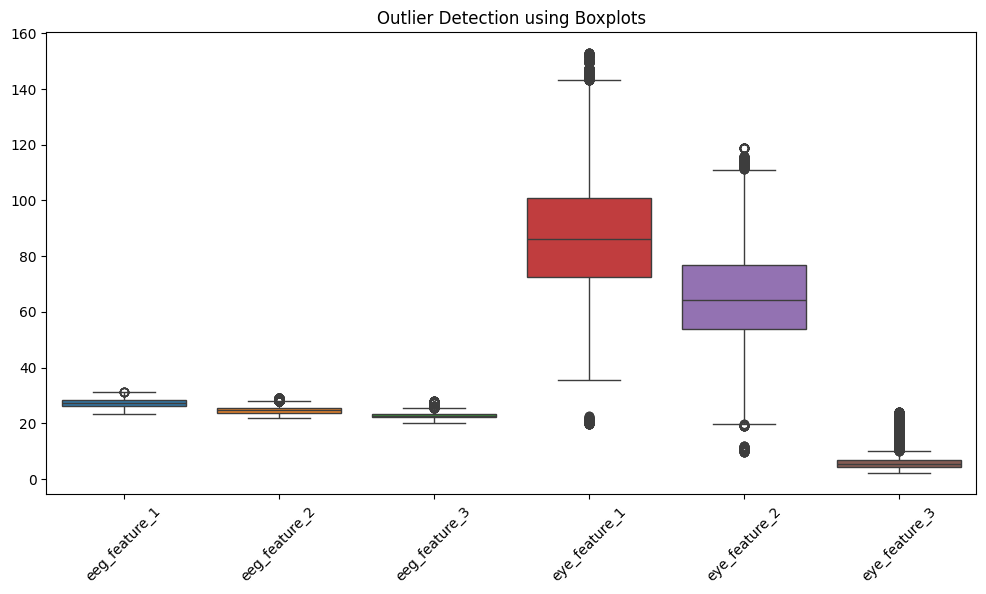 Outlier Detection using Boxplots
160
140
120
100
80
60
40
20
0
eeg_feature_1
eeg_feature_2
eeg_feature_3
eye_feature_1
eye_feature_2
eye_feature_3